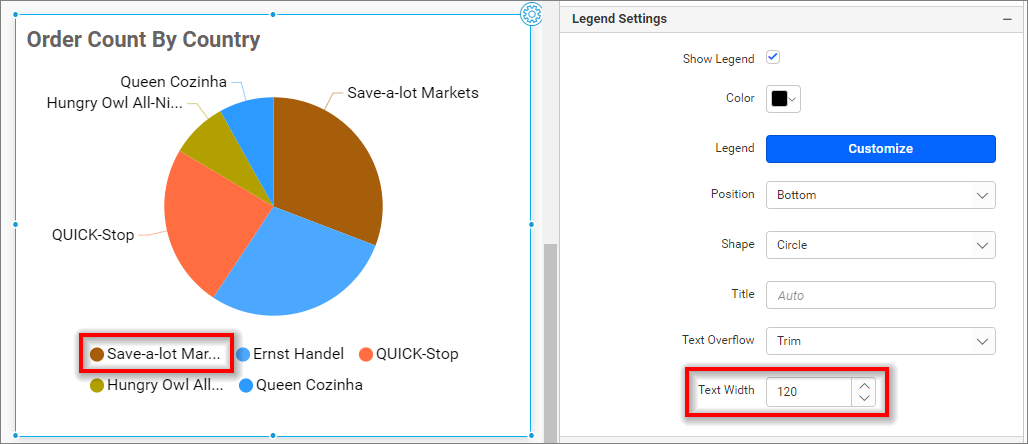 Order Count By Country
Queen Cozinha
Hungry Owl All-Ni...
Save-a-lot Markets
QUICK-Stop
Save-a-lot Mar... Ernst Handel QUICK-Stop
Hungry Owl All... Queen Cozinha
Legend Settings
Show Legend
Color
Legend Customize
Position Bottom
Shape Circle
Title Auto
Text Overflow Trim
Text Width 120